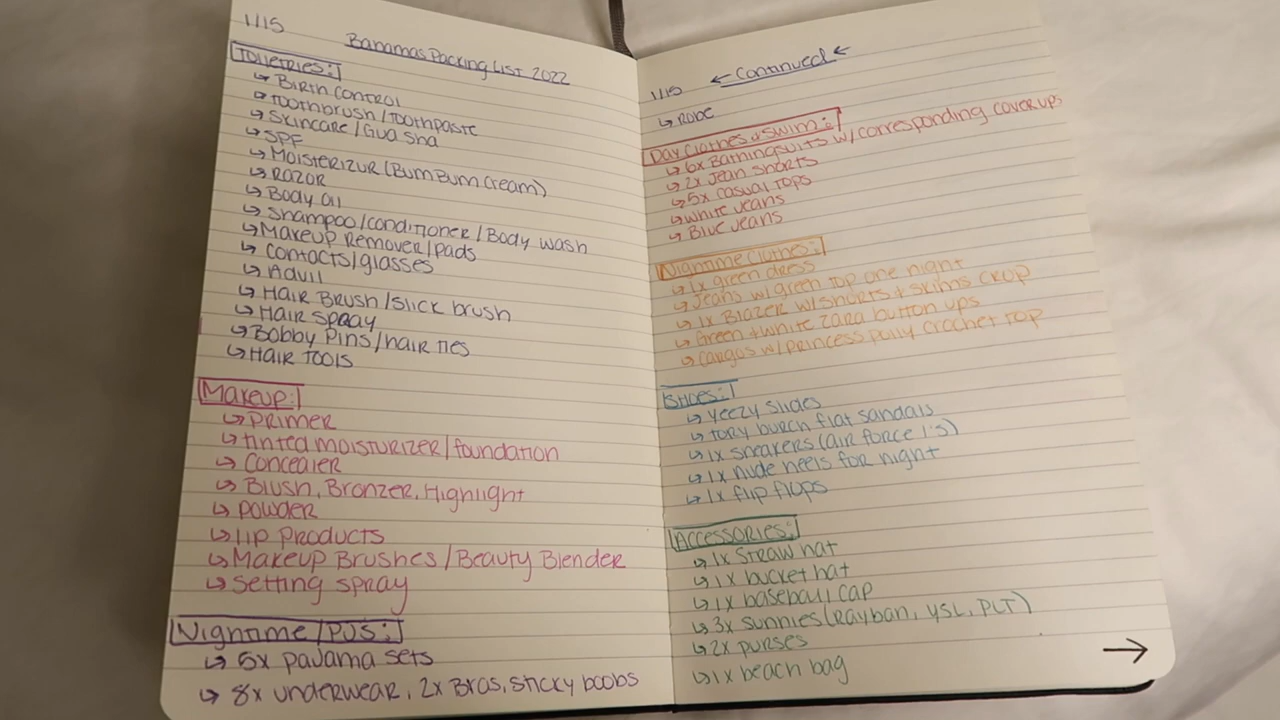 1/15
Bahamas Packing List 2022
Toiletries:
↳ Birth Control
↳ Toothbrush/Toothpaste
↳ Skincare/Gua Sha
↳ SPF
↳ Moisterizur (Bum Bum Cream)
↳ Razor
↳ Body oil
↳ Shampoo/conditioner/Body wash
↳ Makeup Remover/pads
↳ Contacts/glasses
↳ Advil
↳ Hair Brush/slick brush
↳ Hair spray
↳ Bobby Pins/hair ties
↳ Hair Tools
Makeup:
↳ Primer
↳ tinted moisturizer/foundation
↳ Concealer
↳ Blush, Bronzer, Highlight
↳ powder
↳ lip Products
↳ Makeup Brushes/Beauty Blender
↳ Setting spray
Nightime/PJS:
↳ 5x pajama sets
↳ 8x underwear, 2x Bras, sticky boobs
1/15
← Continued ←
↳ Robe
Day Clothes + Swim:
↳ 6x Bathingsuits w/corresponding coverups
↳ 2x Jean shorts
↳ 5x casual tops
↳ white jeans
↳ Blue jeans
Nightime Clothes:
↳ 1x green dress
↳ Jeans w/green top one night
↳ 1x Blazer w/shorts + skims crop
↳ Green + white zara button ups
↳ Cargos w/princess polly crochet top
Shoes:
↳ yeezy slides
↳ tory burch flat sandals
↳ 1x sneakers (air force 1's)
↳ 1x nude heels for night
↳ 1x flip flops
Accessories:
↳ 1x straw hat
↳ 1x bucket hat
↳ 1x baseball cap
↳ 3x sunnies (Rayban, YSL, PLT)
↳ 2x purses
↳ 1x beach bag
→